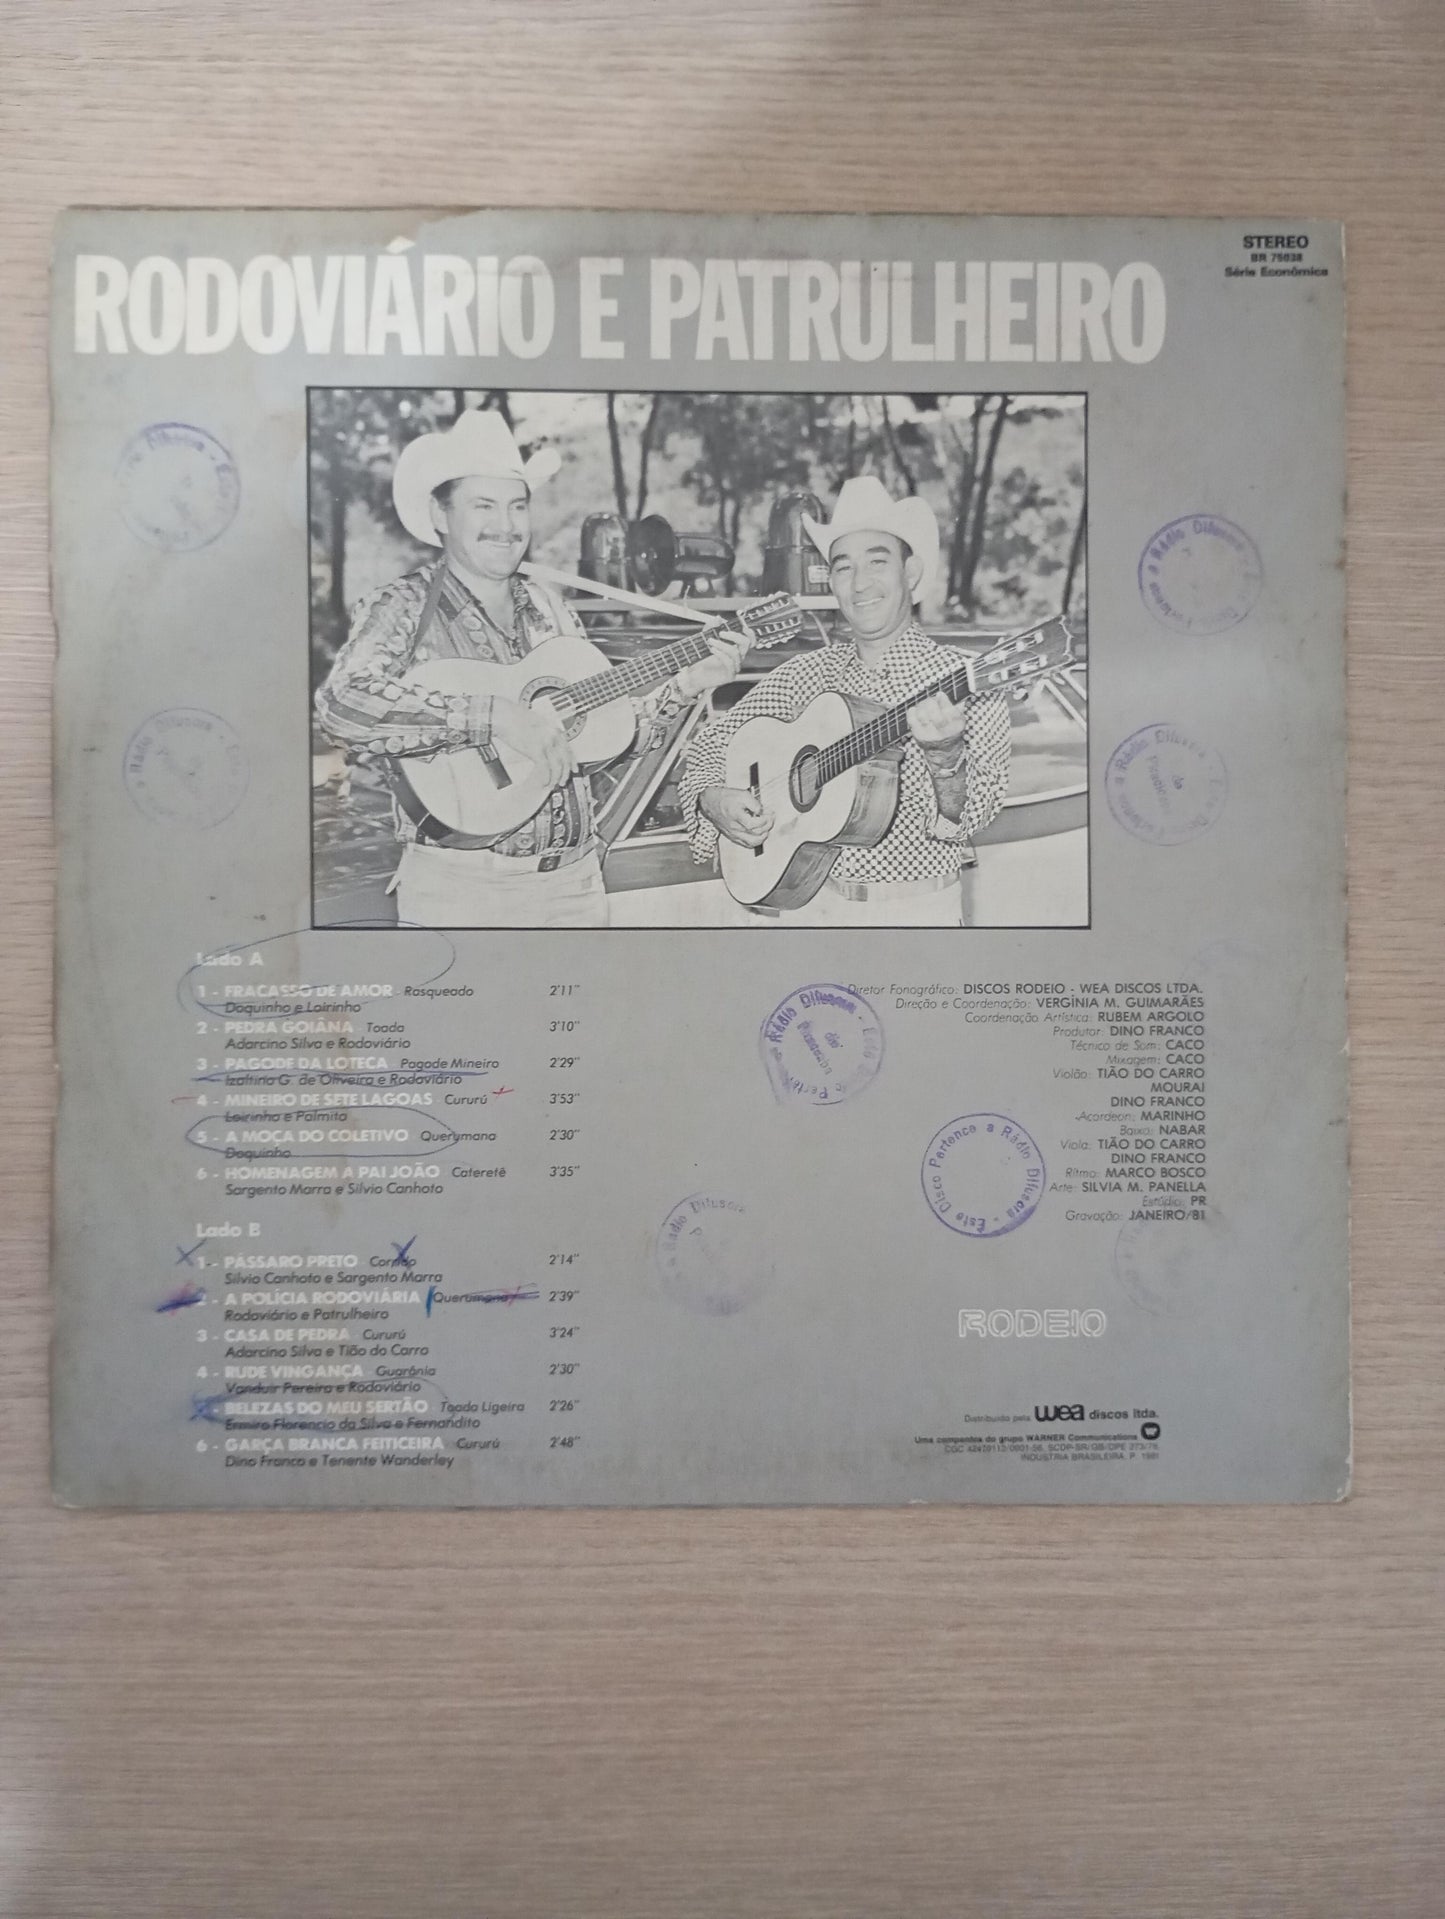 STEREO
BR 75038
Série Econômica
RODOVIÁRIO E PATRULHEIRO
Lado A
1 - FRACASSO DE AMOR - Rasqueado 2'11"
Doquinho e Loirinho
2 - PEDRA GOIÂNA - Toada 3'10"
Adarcino Silva e Rodoviário
3 - PAGODE DA LOTECA - Pagode Mineiro 2'29"
Izaltina G. de Oliveira e Rodoviário
4 - MINEIRO DE SETE LAGOAS - Cururú 3'53"
Loirinho e Palmito
5 - A MOÇA DO COLETIVO - Querumana 2'30"
Doquinho
6 - HOMENAGEM A PAI JOÃO - Cateretê 3'35"
Sargento Marra e Silvio Canhoto
Lado B
1 - PÁSSARO PRETO - Corrido 2'14"
Silvio Canhoto e Sargento Marra
2 - A POLÍCIA RODOVIÁRIA - Querumana 2'39"
Rodoviário e Patrulheiro
3 - CASA DE PEDRA - Cururú 3'24"
Adarcino Silva e Tião do Carro
4 - RUDE VINGANÇA - Guarânia 2'30"
Vanduir Pereira e Rodoviário
- BELEZAS DO MEU SERTÃO - Toada Ligeira 2'26"
Ermiro Florencio da Silva e Fernandito
6 - GARÇA BRANCA FEITICEIRA - Cururú 2'48"
Dino Franco e Tenente Wanderley
Diretor Fonográfico: DISCOS RODEIO - WEA DISCOS LTDA.
Direção e Coordenação: VERGÍNIA M. GUIMARÃES
Coordenação Artística: RUBEM ARGOLO
Produtor: DINO FRANCO
Técnico de Som: CACO
Mixagem: CACO
Violão: TIÃO DO CARRO
MOURAI
DINO FRANCO
Acordeon: MARINHO
Baixo: NABAR
Viola: TIÃO DO CARRO
DINO FRANCO
Ritmo: MARCO BOSCO
Arte: SILVIA M. PANELLA
Estúdio: PR
Gravação: JANEIRO/81
Este Disco Pertence a Rádio Difusora
RODEIO
Distribuído pela wea discos ltda.
Uma companhia do grupo WARNER Communications
INDÚSTRIA BRASILEIRA. P. 1981